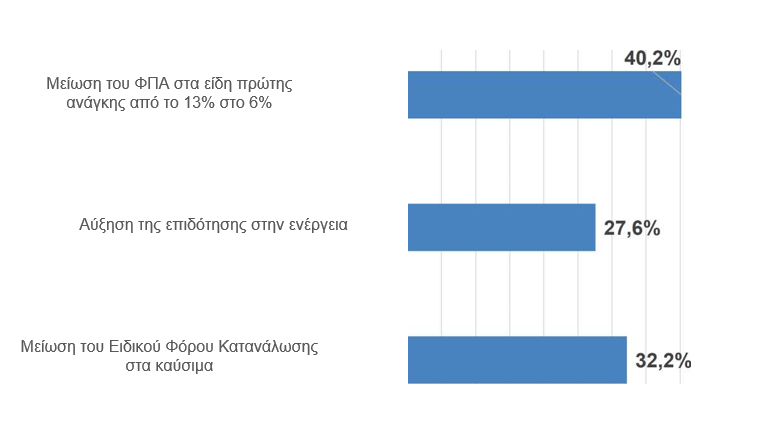 40,2%
Μείωση του ΦΠΑ στα είδη πρώτης
ανάγκης από το 13% στο 6%
Αύξηση της επιδότησης στην ενέργεια
27,6%
Μείωση του Ειδικού Φόρου Κατανάλωσης
στα καύσιμα
32,2%